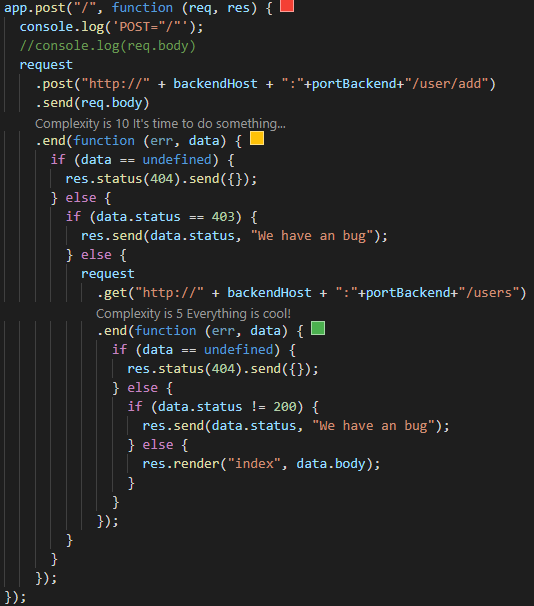 app.post("/", function (req, res) {
  console.log('POST="/"');
  //console.log(req.body)
  request
    .post("http://" + backendHost + ":"+portBackend+"/user/add")
    .send(req.body)
    Complexity is 10 It's time to do something...
    .end(function (err, data) {
      if (data == undefined) {
        res.status(404).send({});
      } else {
        if (data.status == 403) {
          res.send(data.status, "We have an bug");
        } else {
          request
            .get("http://" + backendHost + ":"+portBackend+"/users")
            Complexity is 5 Everything is cool!
            .end(function (err, data) {
              if (data == undefined) {
                res.status(404).send({});
              } else {
                if (data.status != 200) {
                  res.send(data.status, "We have an bug");
                } else {
                  res.render("index", data.body);
                }
              }
            });
        }
      }
    });
});